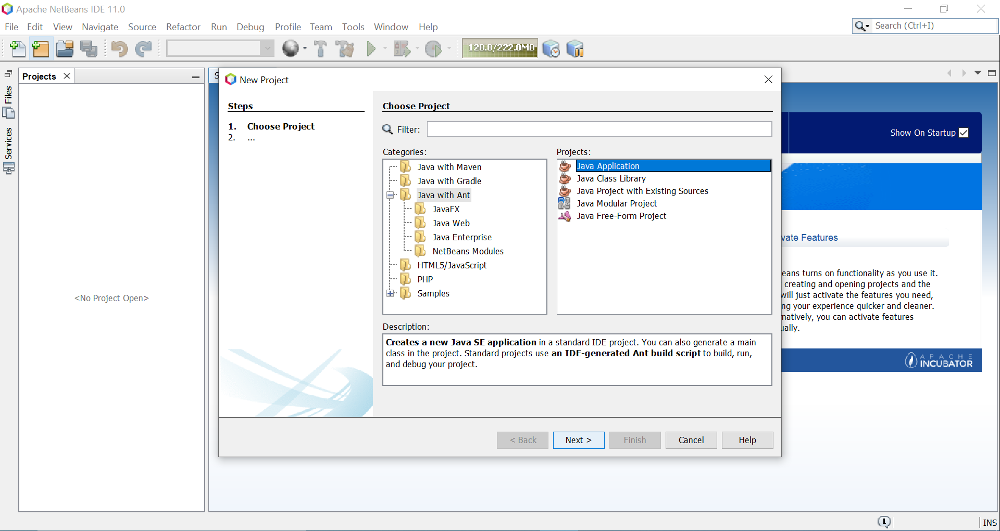 Apache NetBeans IDE 11.0
File Edit View Navigate Source Refactor Run Debug Profile Team Tools Window Help
Search (Ctrl+I)
128.8/222.0MB
Projects
Files
Services
<No Project Open>
S
New Project
Steps
1. Choose Project
2. ...
Choose Project
Filter:
Categories:
Java with Maven
Java with Gradle
Java with Ant
JavaFX
Java Web
Java Enterprise
NetBeans Modules
HTML5/JavaScript
PHP
Samples
Projects:
Java Application
Java Class Library
Java Project with Existing Sources
Java Modular Project
Java Free-Form Project
Description:
Creates a new Java SE application in a standard IDE project. You can also generate a main
class in the project. Standard projects use an IDE-generated Ant build script to build, run,
and debug your project.
< Back
Next >
Finish
Cancel
Help
Show On Startup
vate Features
eans turns on functionality as you use it.
creating and opening projects and the
will just activate the features you need,
ng your experience quicker and cleaner.
natively, you can activate features
ually.
APACHE
INCUBATOR
1
INS